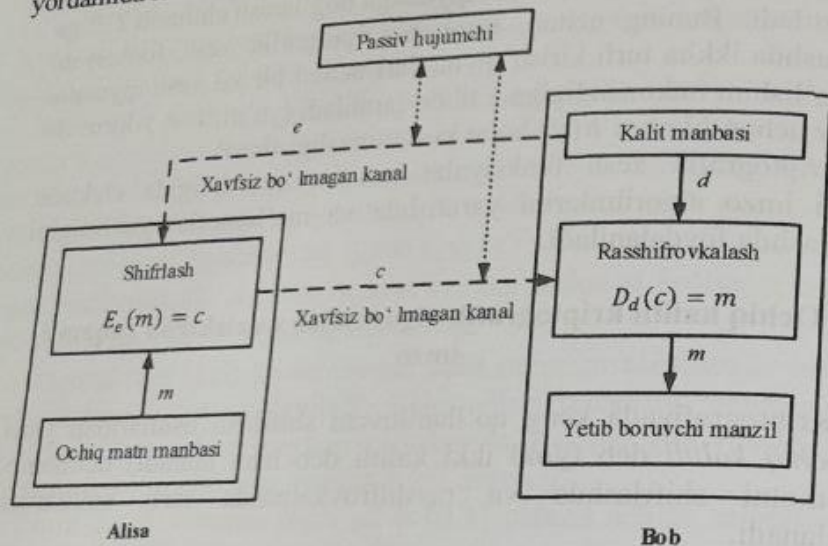 Passiv hujumchi
e
Kalit manbasi
Xavfsiz bo‘ lmagan kanal
d
Shifrlash
E_e(m) = c
c
Rasshifrovkalash
D_d(c) = m
Xavfsiz bo‘ lmagan kanal
m
m
Ochiq matn manbasi
Yetib boruvchi manzil
Alisa
Bob